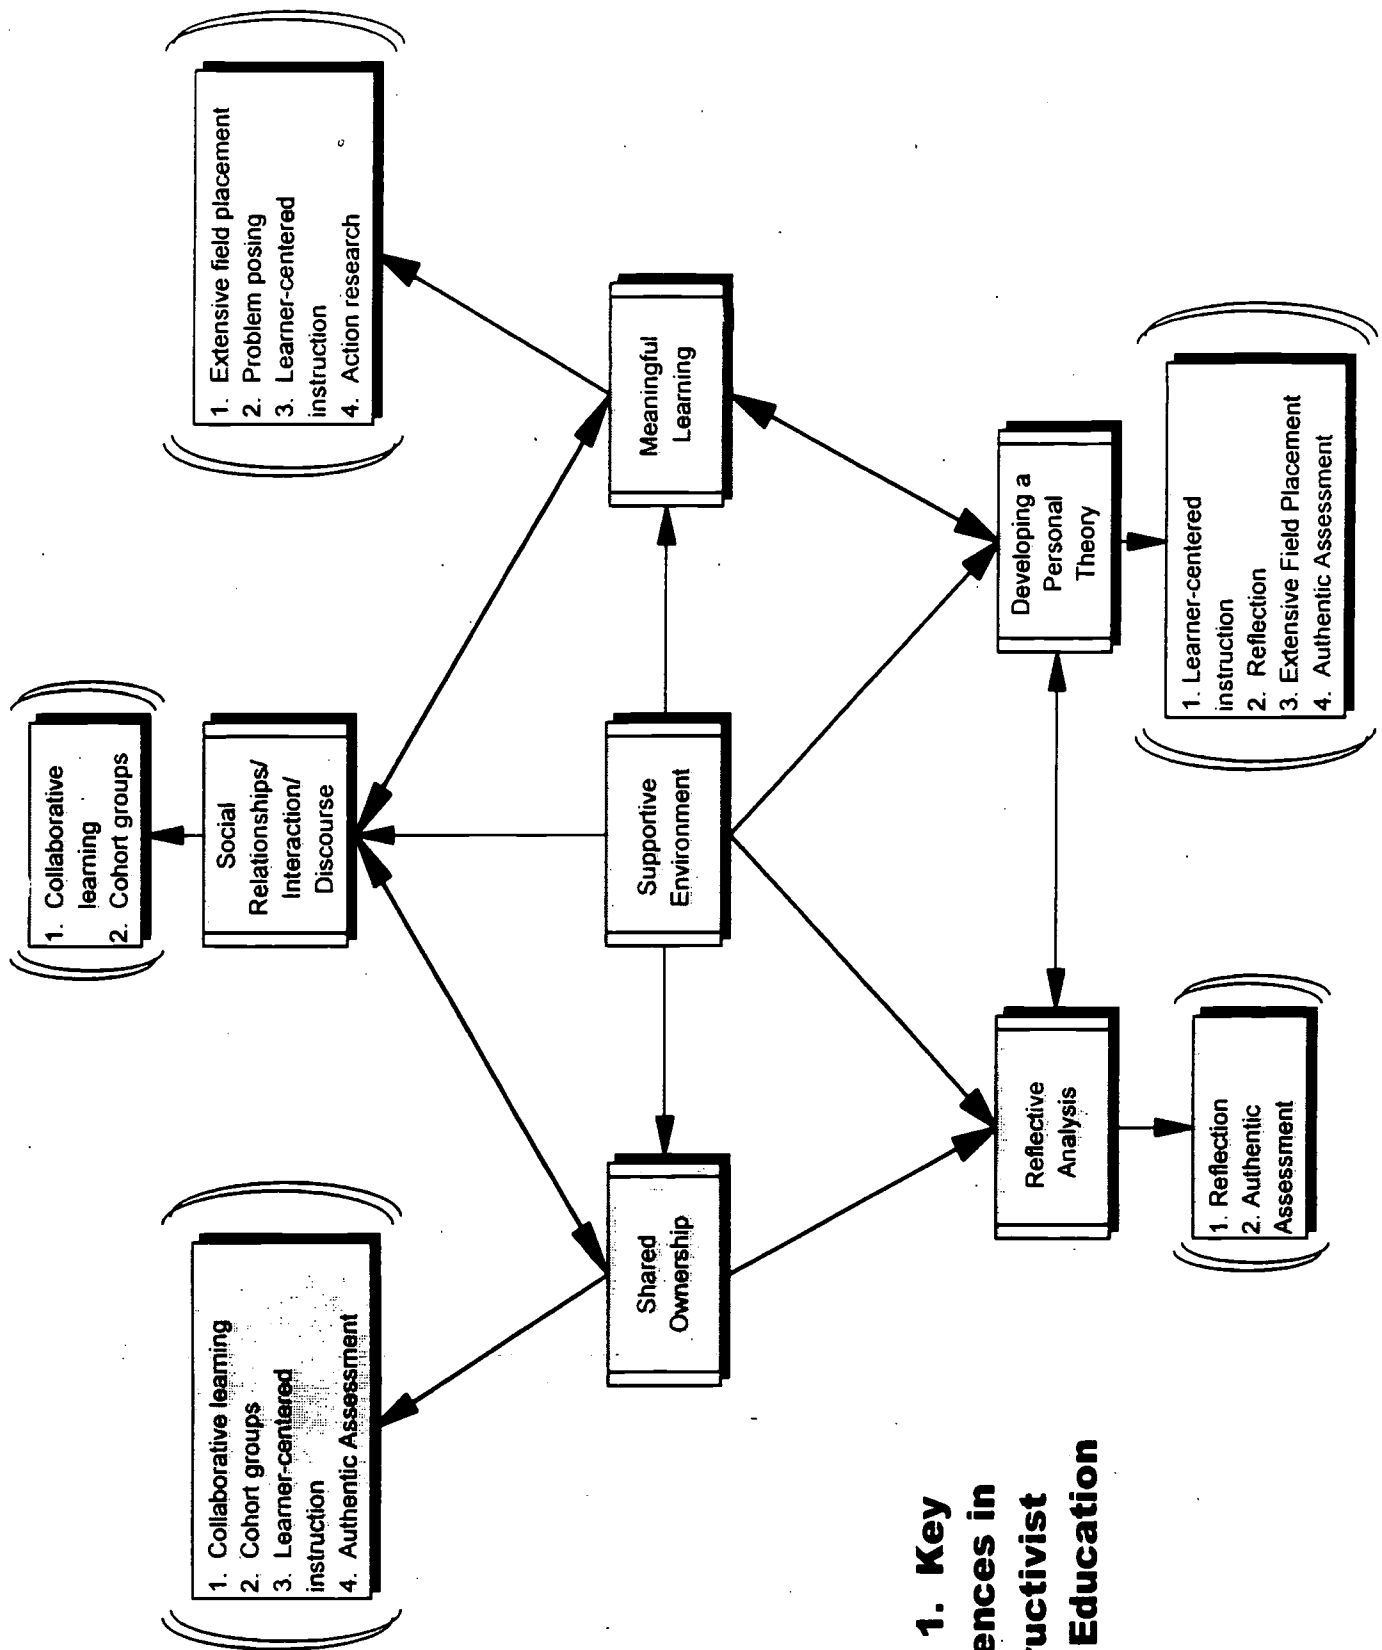 1. Collaborative learning
2. Cohort groups
3. Learner-centered
instruction
4. Authentic Assessment
1. Collaborative
learning
2. Cohort groups
Social
Relationships/
Interaction/
Discourse
1. Extensive field placement
2. Problem posing
3. Learner-centered
instruction
4. Action research
Shared
Ownership
Supportive
Environment
Meaningful
Learning
Reflective
Analysis
Developing a
Personal
Theory
1. Reflection
2. Authentic
Assessment
1. Learner-centered
instruction
2. Reflection
3. Extensive Field Placement
4. Authentic Assessment
1. Key
ences in
uctivist
Education